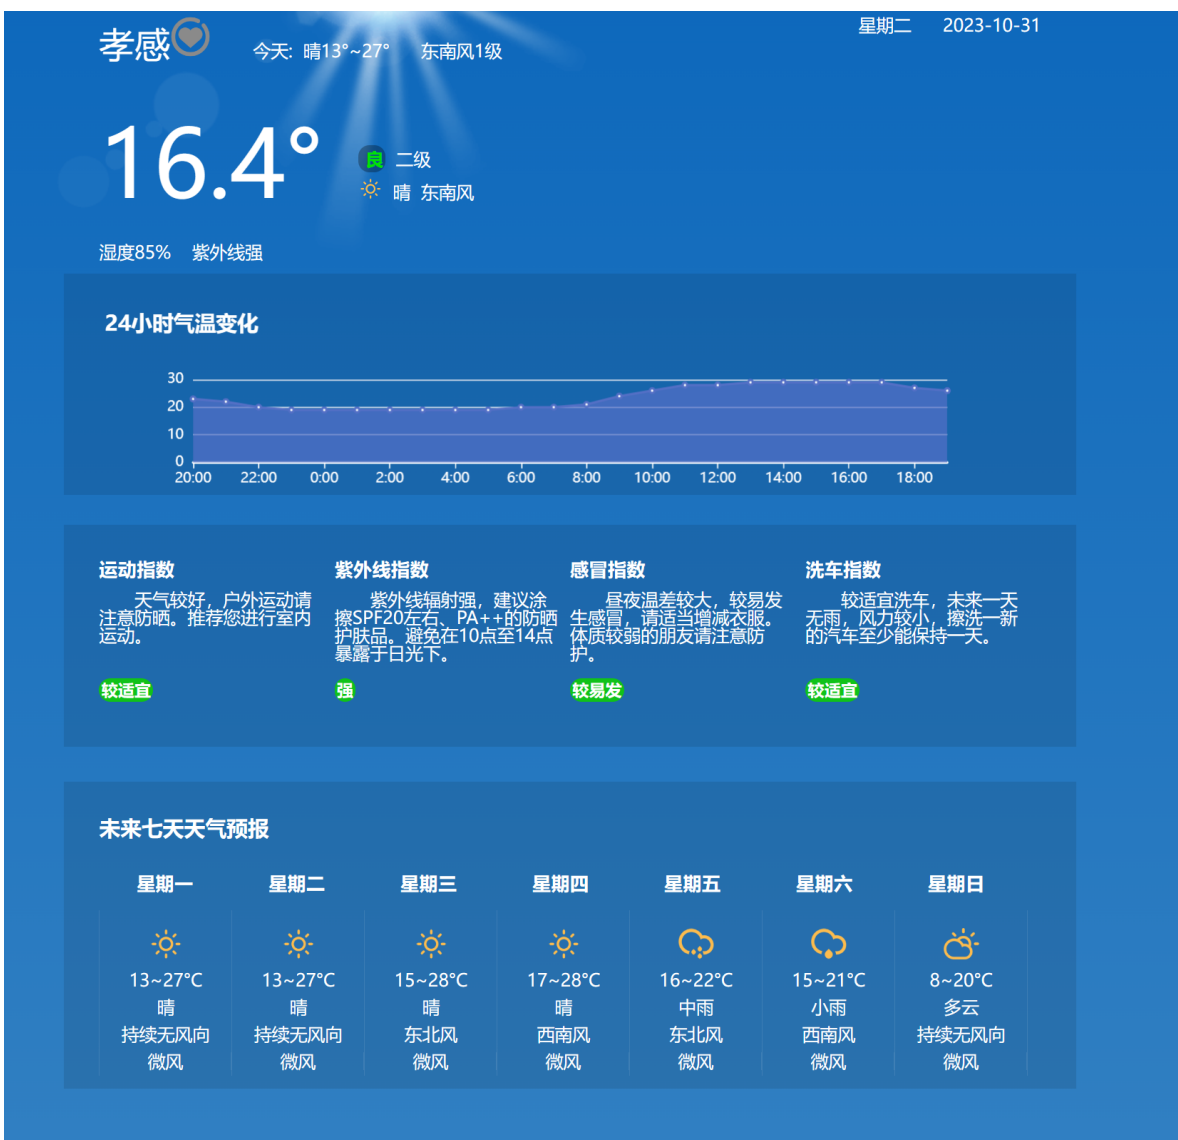 星期二 2023-10-31
孝感 今天: 晴13°~27° 东南风1级
16.4°
良 二级
晴 东南风
湿度85% 紫外线强
24小时气温变化
30
20
10
0
20:00 22:00 0:00 2:00 4:00 6:00 8:00 10:00 12:00 14:00 16:00 18:00
运动指数
天气较好，户外运动请
注意防晒。推荐您进行室内
运动。
较适宜
紫外线指数
紫外线辐射强，建议涂
擦SPF20左右、PA++的防晒
护肤品。避免在10点至14点
暴露于日光下。
强
感冒指数
昼夜温差较大，较易发
生感冒，请适当增减衣服。
体质较弱的朋友请注意防
护。
较易发
洗车指数
较适宜洗车，未来一天
无雨，风力较小，擦洗一新
的汽车至少能保持一天。
较适宜
未来七天天气预报
星期一 星期二 星期三 星期四 星期五 星期六 星期日
13~27°C 13~27°C 15~28°C 17~28°C 16~22°C 15~21°C 8~20°C
晴 晴 晴 晴 中雨 小雨 多云
持续无风向 持续无风向 东北风 西南风 东北风 西南风 持续无风向
微风 微风 微风 微风 微风 微风 微风